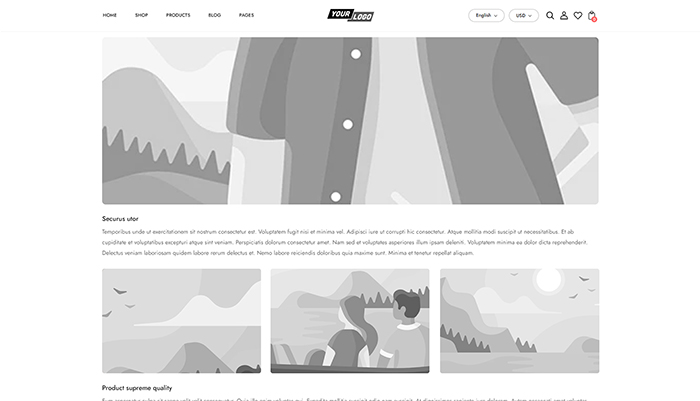 HOME SHOP PRODUCTS BLOG PAGES YOUR LOGO English USD
Securus utor
Temporibus unde ut exercitationem sit nostrum consectetur est. Voluptatem fugit nisi et minima vel. Adipisci iure ut corrupti hic consectetur. Atque mollitia modi suscipit ut necessitatibus. Et ab
cupiditate et voluptatibus excepturi atque sint veniam. Perspiciatis dolorum consectetur amet. Nam sed et voluptates asperiores illum ipsam deleniti. Voluptatem minima ea dolor dicta reprehenderit.
Delectus veniam laboriosam quidem labore rerum delectus et. Nemo labore reiciendis doloribus quia maxime sunt. Minima et tenetur repellat aliquam.
Product supreme quality